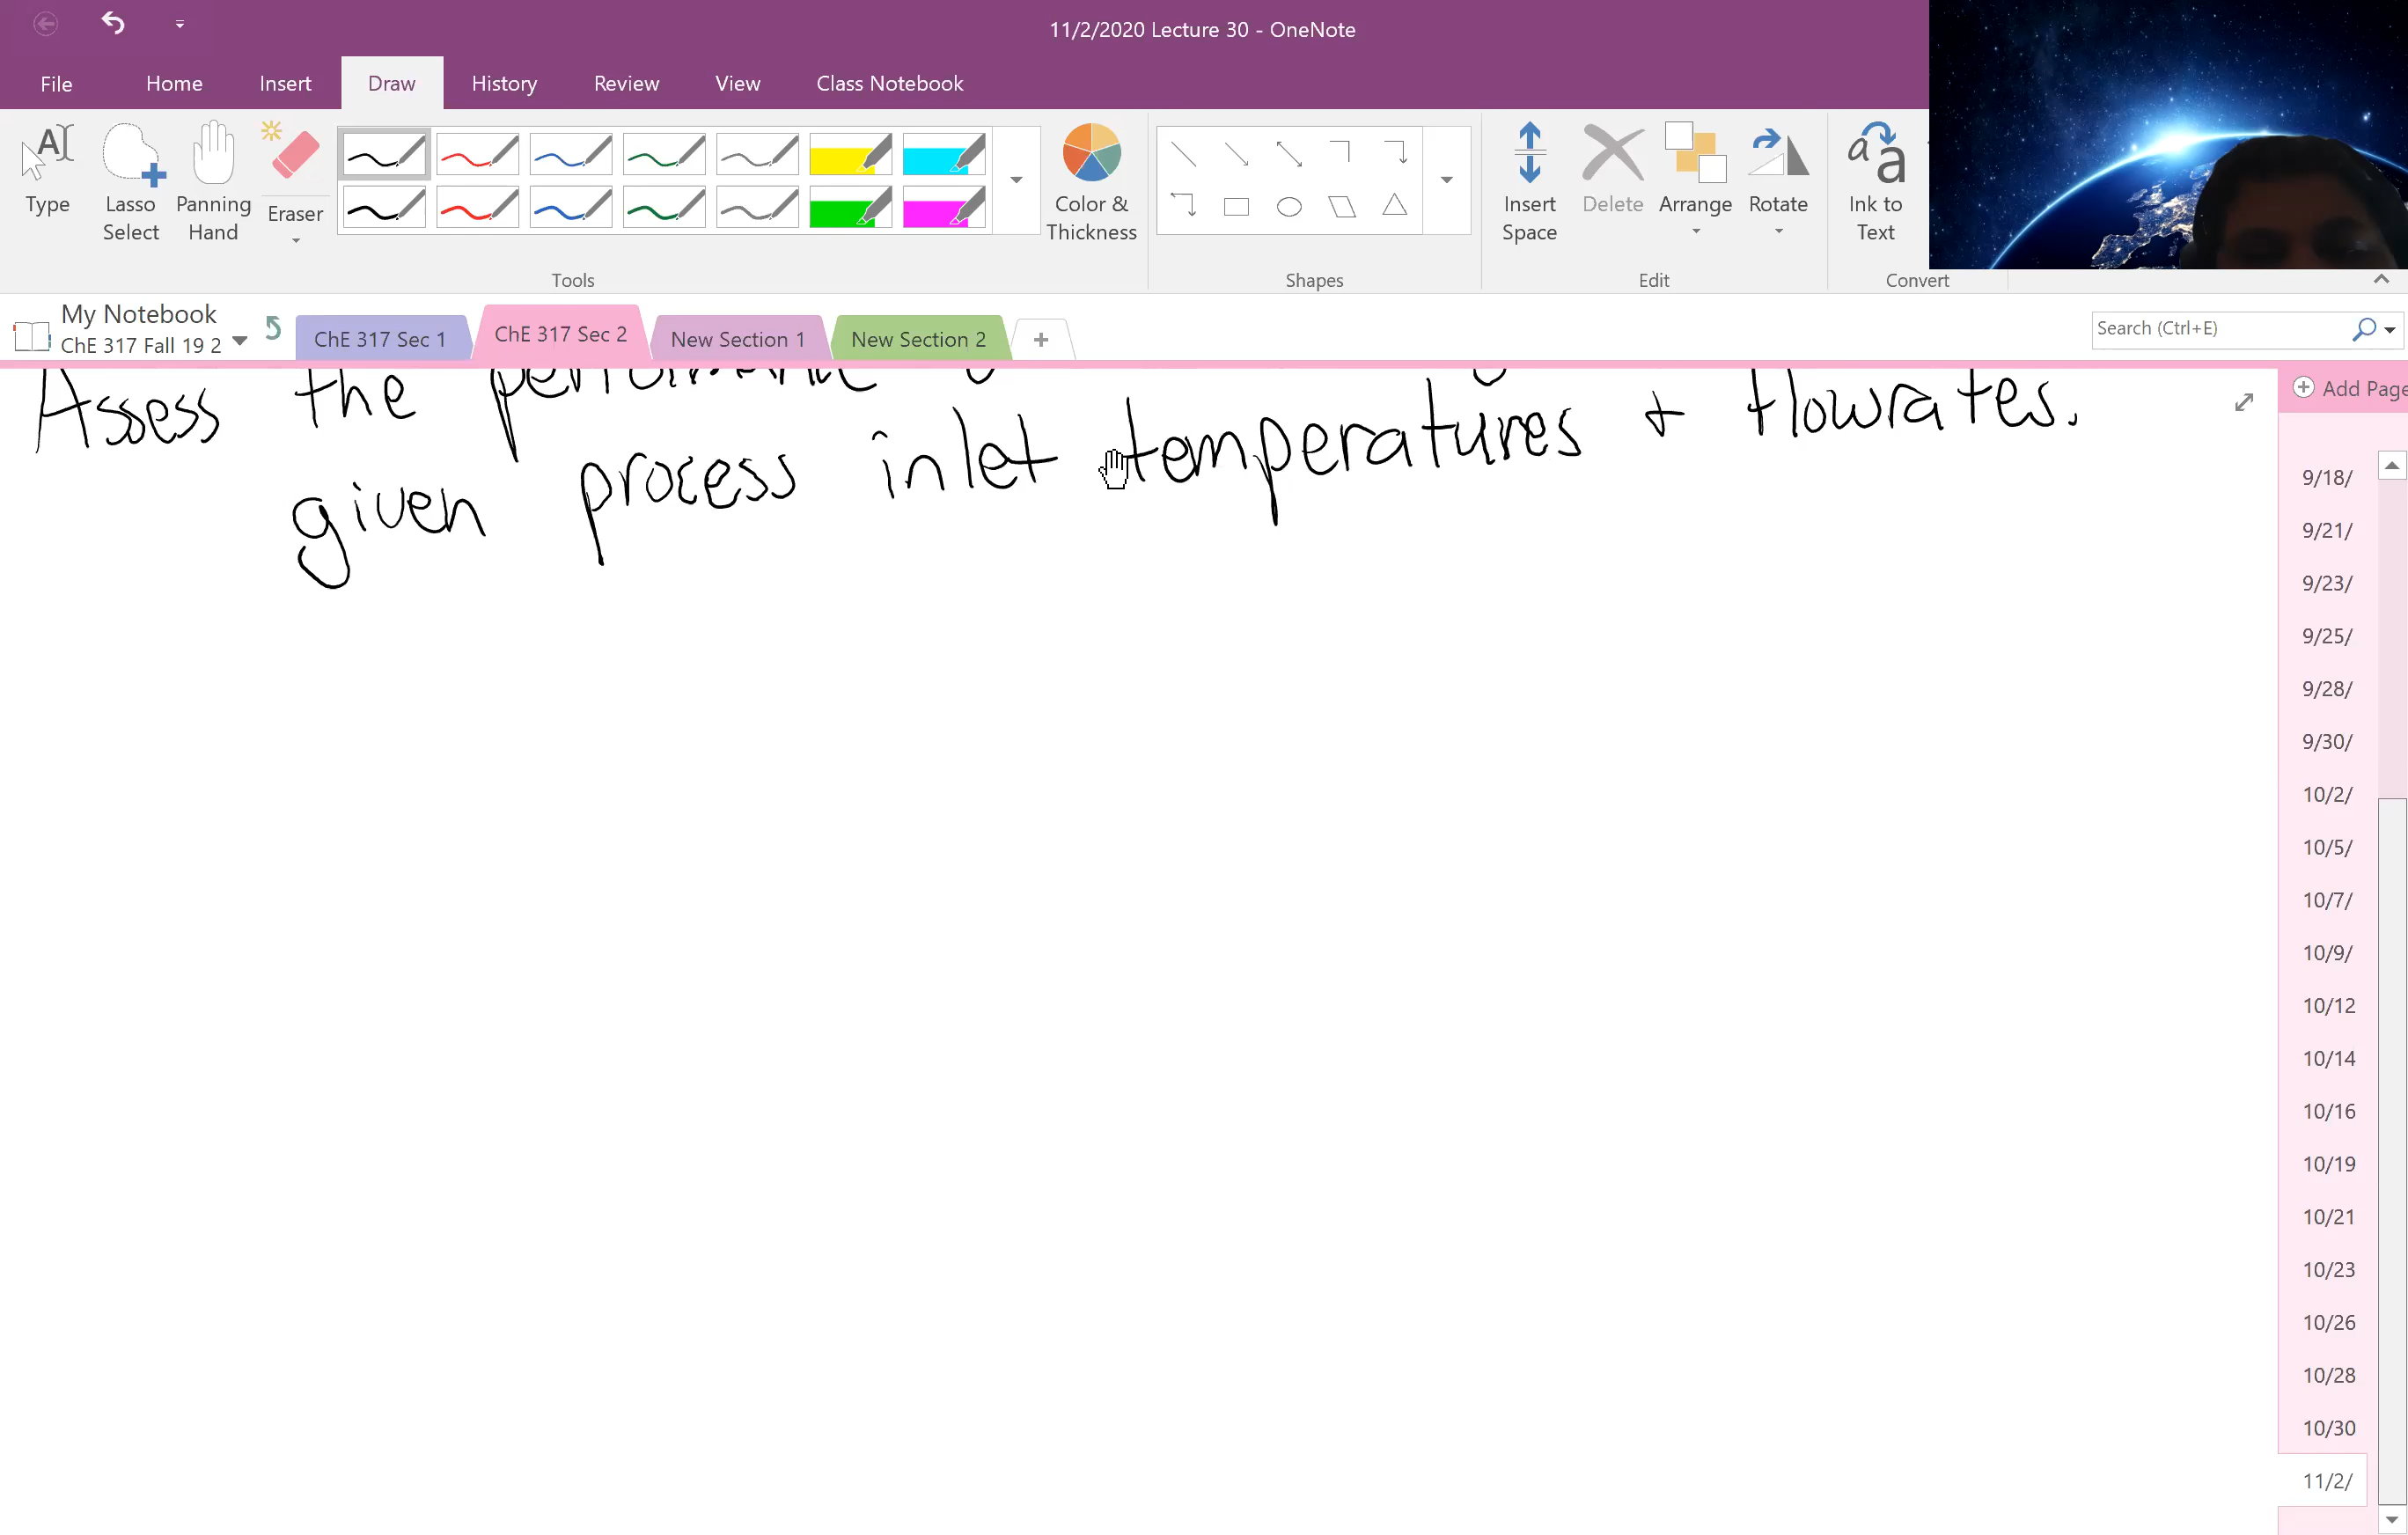 11/2/2020 Lecture 30 - OneNote
File Home Insert Draw History Review View Class Notebook
Type
Lasso Select
Panning Hand
Eraser
Color & Thickness
Insert Space
Delete
Arrange
Rotate
Ink to Text
Tools Shapes Edit Convert
My Notebook
ChE 317 Fall 19 2
ChE 317 Sec 1
ChE 317 Sec 2
New Section 1
New Section 2
Search (Ctrl+E)
Add Page
Assess the
flowrates.
given process inlet temperatures +
9/18/
9/21/
9/23/
9/25/
9/28/
9/30/
10/2/
10/5/
10/7/
10/9/
10/12
10/14
10/16
10/19
10/21
10/23
10/26
10/28
10/30
11/2/